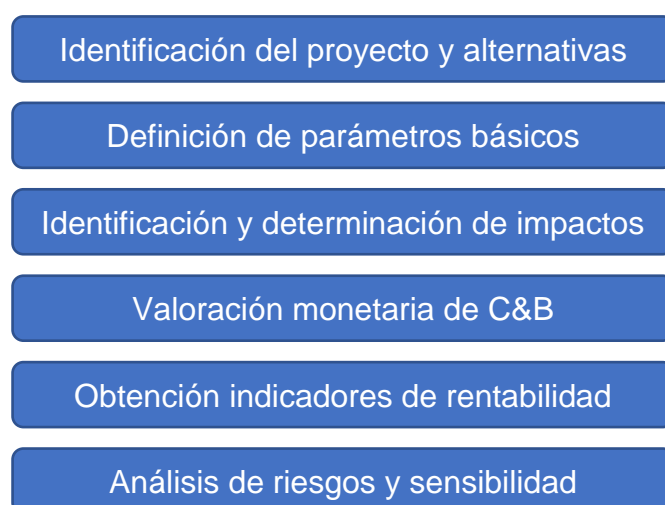 Identificación del proyecto y alternativas
Definición de parámetros básicos
Identificación y determinación de impactos
Valoración monetaria de C&B
Obtención indicadores de rentabilidad
Análisis de riesgos y sensibilidad